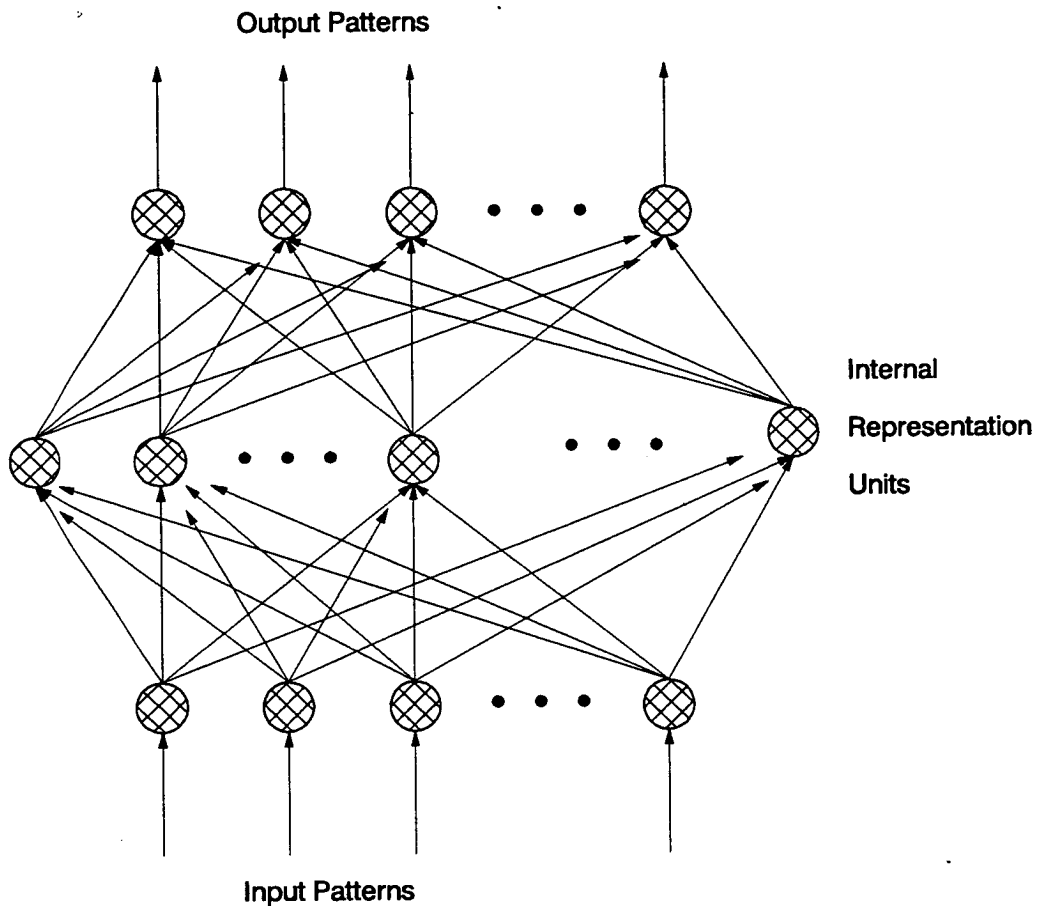 Output Patterns
Internal
Representation
Units
Input Patterns